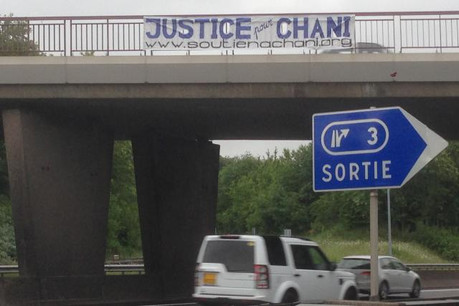 JUSTICE pour CHANI
www.soutienachani.org
3
SORTIE